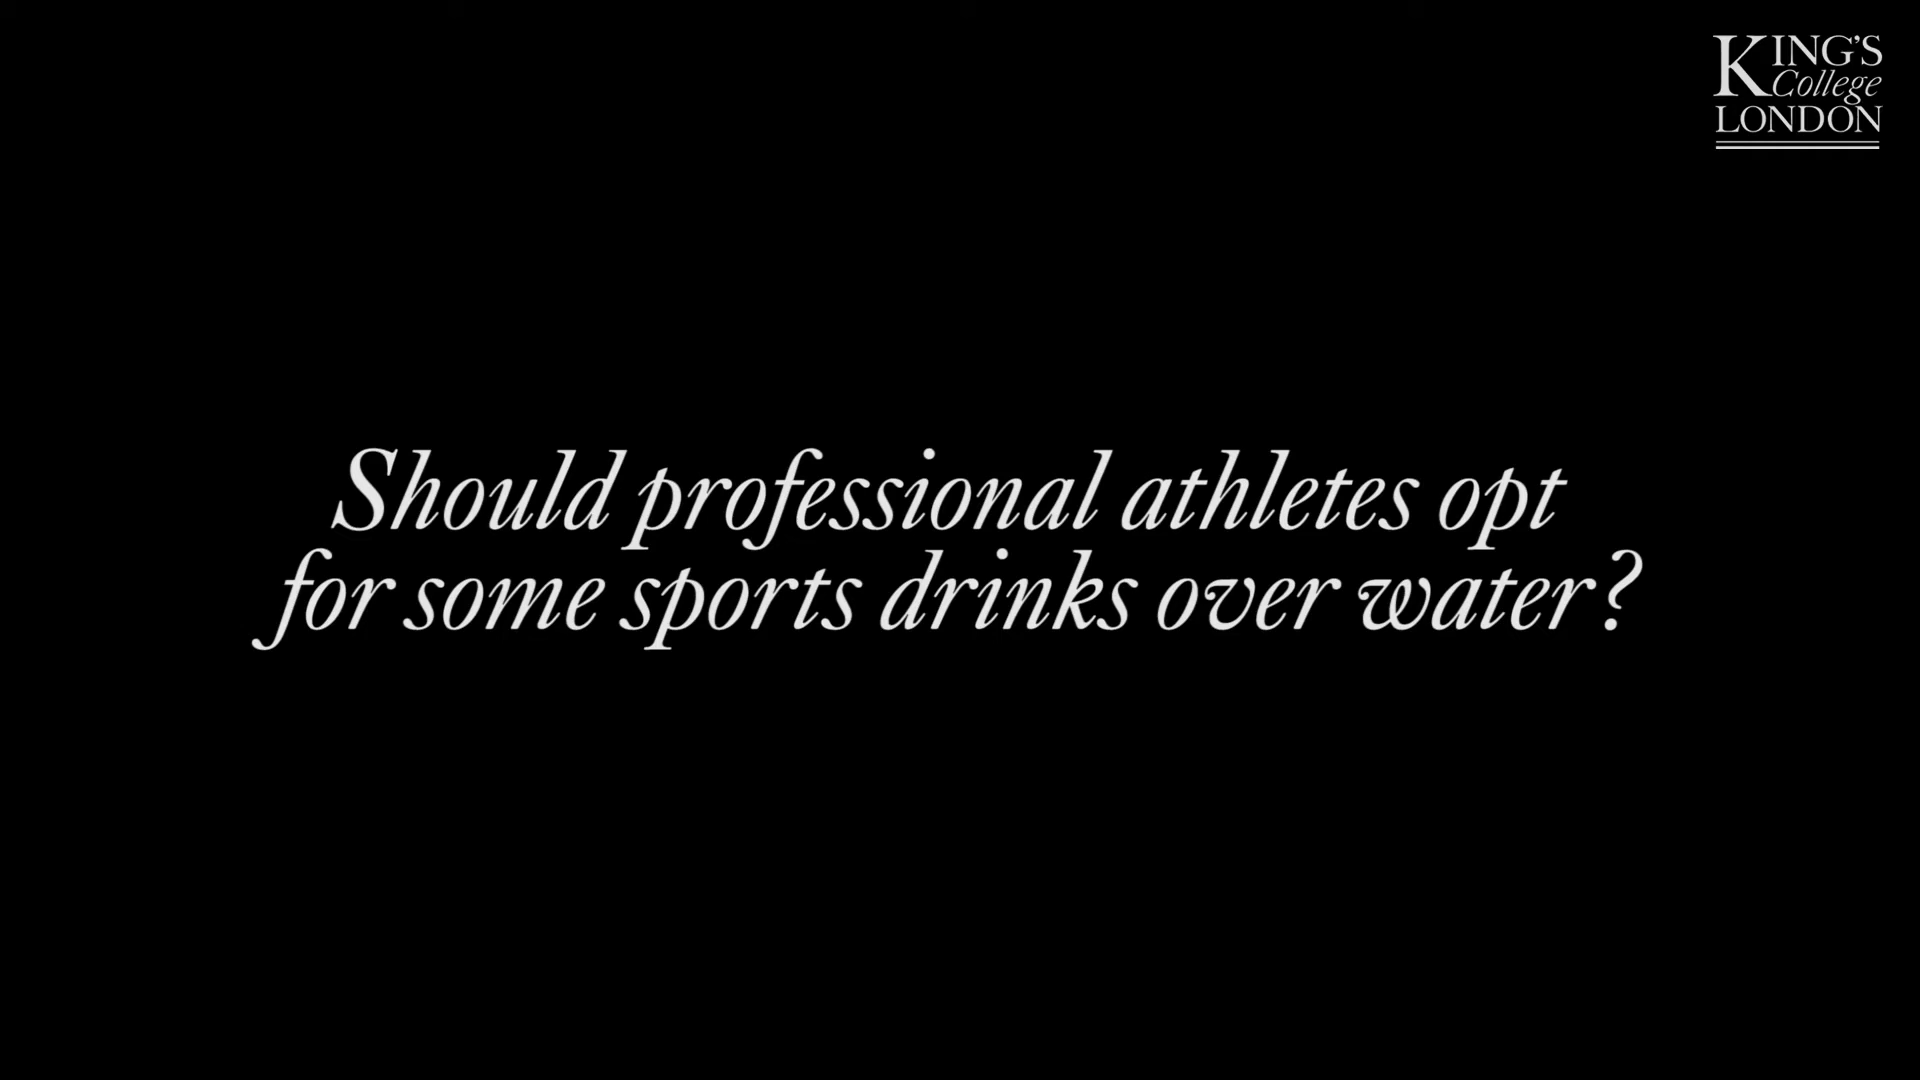 KING'S
College
LONDON
Should professional athletes opt
for some sports drinks over water?